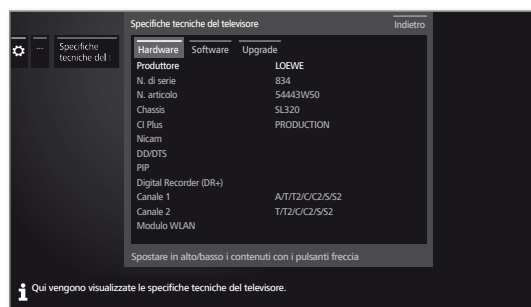 Specifiche tecniche del televisore
Indietro
...
Specifiche
tecniche del
Hardware Software Upgrade
Produttore LOEWE
N. di serie 834
N. articolo 54443W50
Chassis SL320
CI Plus PRODUCTION
Nicam
DD/DTS
PIP
Digital Recorder (DR+)
Canale 1 A/T/T2/C/C2/S/S2
Canale 2 T/T2/C/C2/S/S2
Modulo WLAN
Spostare in alto/basso i contenuti con i pulsanti freccia
Qui vengono visualizzate le specifiche tecniche del televisore.